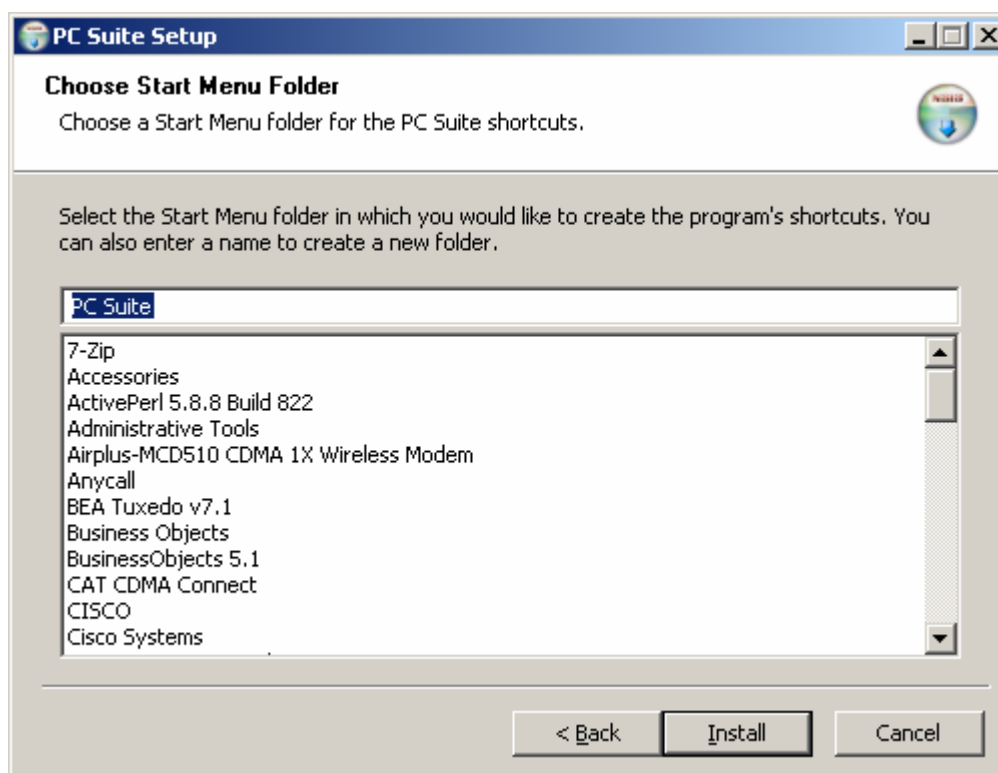 PC Suite Setup
Choose Start Menu Folder
Choose a Start Menu folder for the PC Suite shortcuts.
Select the Start Menu folder in which you would like to create the program's shortcuts. You
can also enter a name to create a new folder.
PC Suite
7-Zip
Accessories
ActivePerl 5.8.8 Build 822
Administrative Tools
Airplus-MCD510 CDMA 1X Wireless Modem
Anycall
BEA Tuxedo v7.1
Business Objects
BusinessObjects 5.1
CAT CDMA Connect
CISCO
Cisco Systems
< Back
Install
Cancel